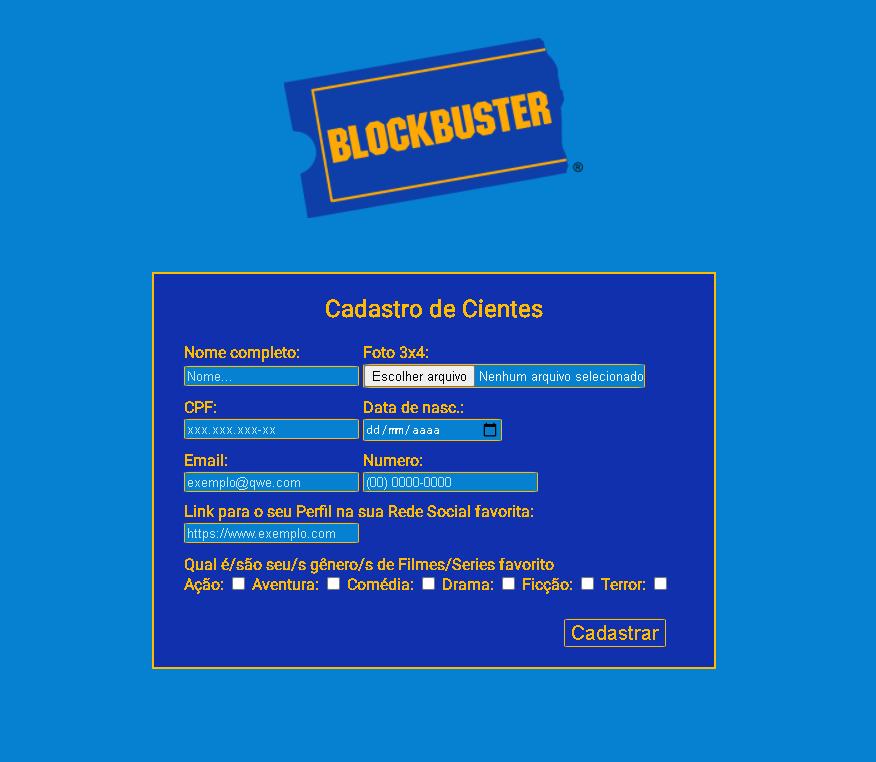 BLOCKBUSTER ®
Cadastro de Cientes
Nome completo: Foto 3x4:
Nome... Escolher arquivo Nenhum arquivo selecionado
CPF: Data de nasc.:
xxx.xxx.xxx-xx dd/mm/aaaa
Email: Numero:
exemplo@qwe.com (00) 0000-0000
Link para o seu Perfil na sua Rede Social favorita:
https://www.exemplo.com
Qual é/são seu/s gênero/s de Filmes/Series favorito
Ação: Aventura: Comédia: Drama: Ficção: Terror:
Cadastrar